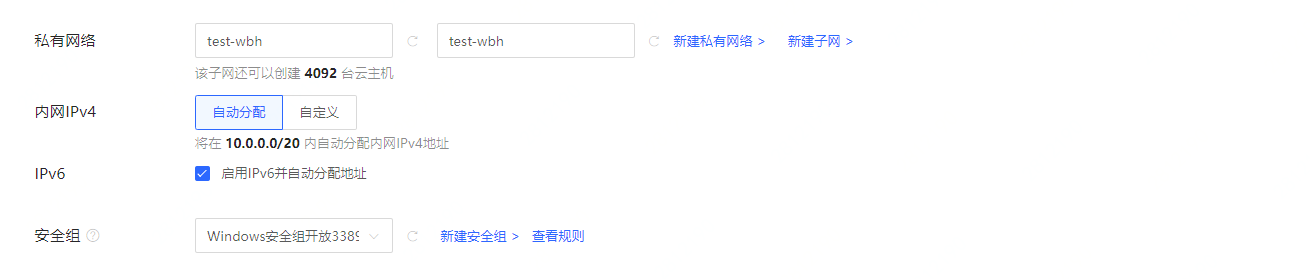 私有网络 test-wbh test-wbh 新建私有网络 > 新建子网 >
该子网还可以创建 4092 台云主机
内网IPv4 自动分配 自定义
将在 10.0.0.0/20 内自动分配内网IPv4地址
IPv6 启用IPv6并自动分配地址
安全组 ? Windows安全组开放3389 新建安全组 > 查看规则